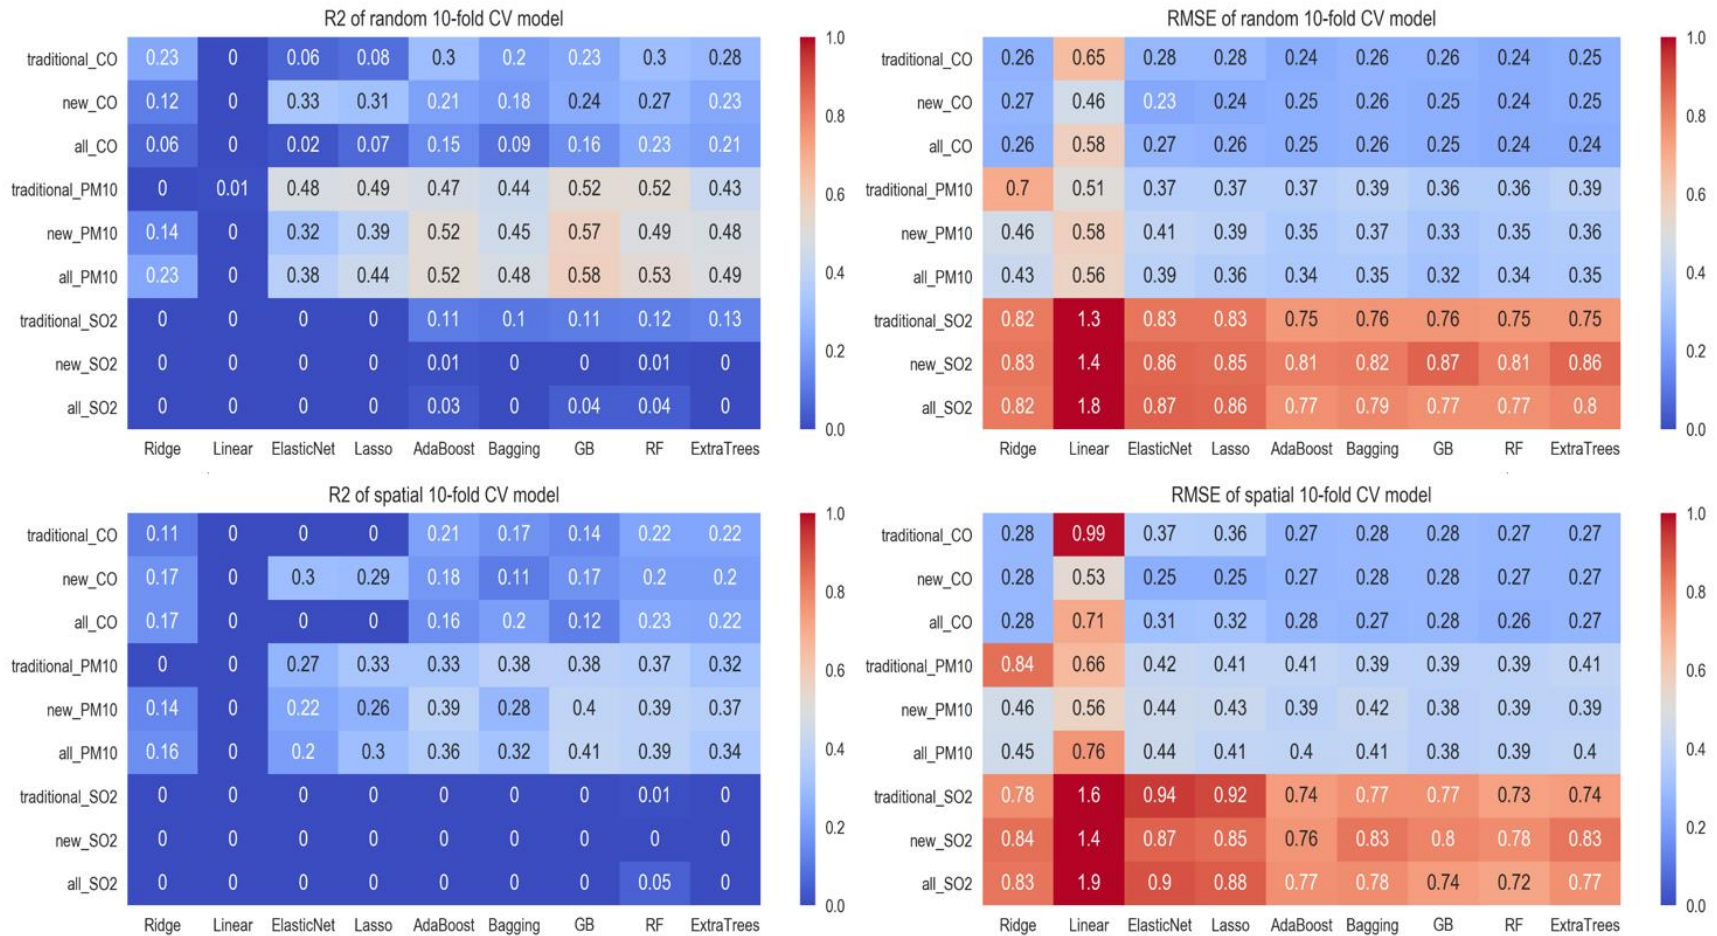 R2 of random 10-fold CV model
traditional_CO 0.23 0 0.06 0.08 0.3 0.2 0.23 0.3 0.28
new_CO 0.12 0 0.33 0.31 0.21 0.18 0.24 0.27 0.23
all_CO 0.06 0 0.02 0.07 0.15 0.09 0.16 0.23 0.21
traditional_PM10 0 0.01 0.48 0.49 0.47 0.44 0.52 0.52 0.43
new_PM10 0.14 0 0.32 0.39 0.52 0.45 0.57 0.49 0.48
all_PM10 0.23 0 0.38 0.44 0.52 0.48 0.58 0.53 0.49
traditional_SO2 0 0 0 0 0.11 0.1 0.11 0.12 0.13
new_SO2 0 0 0 0 0.01 0 0 0.01 0
all_SO2 0 0 0 0 0.03 0 0.04 0.04 0
Ridge Linear ElasticNet Lasso AdaBoost Bagging GB RF ExtraTrees
1.0
0.8
0.6
0.4
0.2
0.0
RMSE of random 10-fold CV model
traditional_CO 0.26 0.65 0.28 0.28 0.24 0.26 0.26 0.24 0.25
new_CO 0.27 0.46 0.23 0.24 0.25 0.26 0.25 0.24 0.25
all_CO 0.26 0.58 0.27 0.26 0.25 0.26 0.25 0.24 0.24
traditional_PM10 0.7 0.51 0.37 0.37 0.37 0.39 0.36 0.36 0.39
new_PM10 0.46 0.58 0.41 0.39 0.35 0.37 0.33 0.35 0.36
all_PM10 0.43 0.56 0.39 0.36 0.34 0.35 0.32 0.34 0.35
traditional_SO2 0.82 1.3 0.83 0.83 0.75 0.76 0.76 0.75 0.75
new_SO2 0.83 1.4 0.86 0.85 0.81 0.82 0.87 0.81 0.86
all_SO2 0.82 1.8 0.87 0.86 0.77 0.79 0.77 0.77 0.8
Ridge Linear ElasticNet Lasso AdaBoost Bagging GB RF ExtraTrees
1.0
0.8
0.6
0.4
0.2
0.0
R2 of spatial 10-fold CV model
traditional_CO 0.11 0 0 0 0.21 0.17 0.14 0.22 0.22
new_CO 0.17 0 0.3 0.29 0.18 0.11 0.17 0.2 0.2
all_CO 0.17 0 0 0 0.16 0.2 0.12 0.23 0.22
traditional_PM10 0 0 0.27 0.33 0.33 0.38 0.38 0.37 0.32
new_PM10 0.14 0 0.22 0.26 0.39 0.28 0.4 0.39 0.37
all_PM10 0.16 0 0.2 0.3 0.36 0.32 0.41 0.39 0.34
traditional_SO2 0 0 0 0 0 0 0 0.01 0
new_SO2 0 0 0 0 0 0 0 0 0
all_SO2 0 0 0 0 0 0 0 0.05 0
Ridge Linear ElasticNet Lasso AdaBoost Bagging GB RF ExtraTrees
1.0
0.8
0.6
0.4
0.2
0.0
RMSE of spatial 10-fold CV model
traditional_CO 0.28 0.99 0.37 0.36 0.27 0.28 0.28 0.27 0.27
new_CO 0.28 0.53 0.25 0.25 0.27 0.28 0.28 0.27 0.27
all_CO 0.28 0.71 0.31 0.32 0.28 0.27 0.28 0.26 0.27
traditional_PM10 0.84 0.66 0.42 0.41 0.41 0.39 0.39 0.39 0.41
new_PM10 0.46 0.56 0.44 0.43 0.39 0.42 0.38 0.39 0.39
all_PM10 0.45 0.76 0.44 0.41 0.4 0.41 0.38 0.39 0.4
traditional_SO2 0.78 1.6 0.94 0.92 0.74 0.77 0.77 0.73 0.74
new_SO2 0.84 1.4 0.87 0.85 0.76 0.83 0.8 0.78 0.83
all_SO2 0.83 1.9 0.9 0.88 0.77 0.78 0.74 0.72 0.77
Ridge Linear ElasticNet Lasso AdaBoost Bagging GB RF ExtraTrees
1.0
0.8
0.6
0.4
0.2
0.0